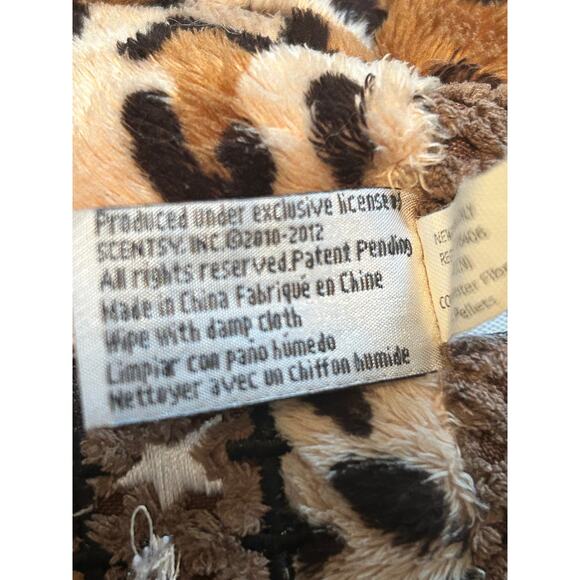 Produced under exclusive license
SCENTSY, INC.©2010-2012
All rights reserved.Patent Pending
Made in China Fabriqué en Chine
Wipe with damp cloth
Limpiar con paño húmedo
Nettoyer avec un chiffon humide
Pellets.